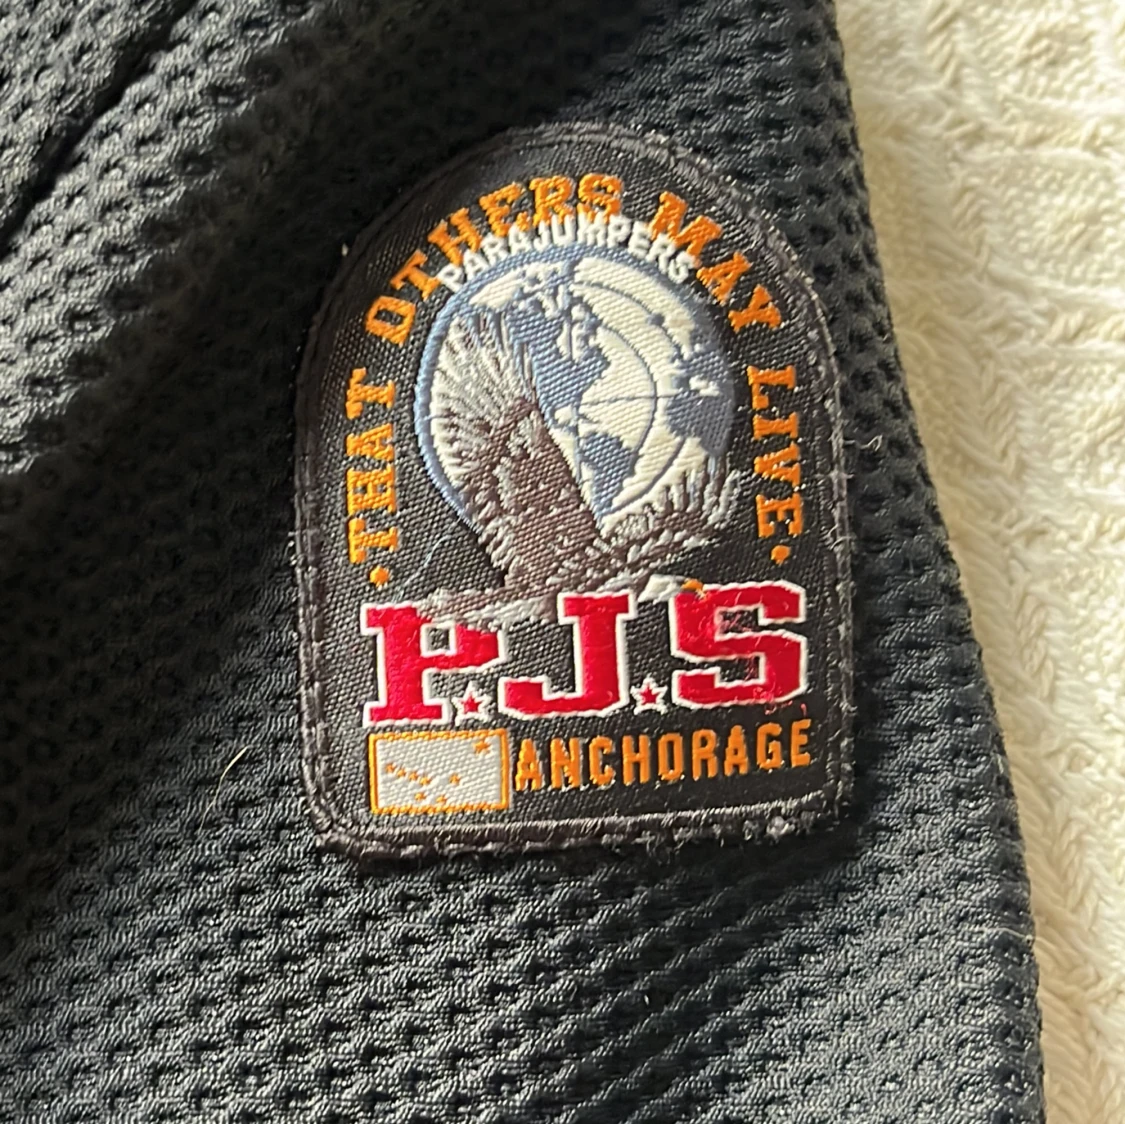 · THAT OTHERS MAY LIVE ·
PARAJUMPERS
P.J.S
ANCHORAGE